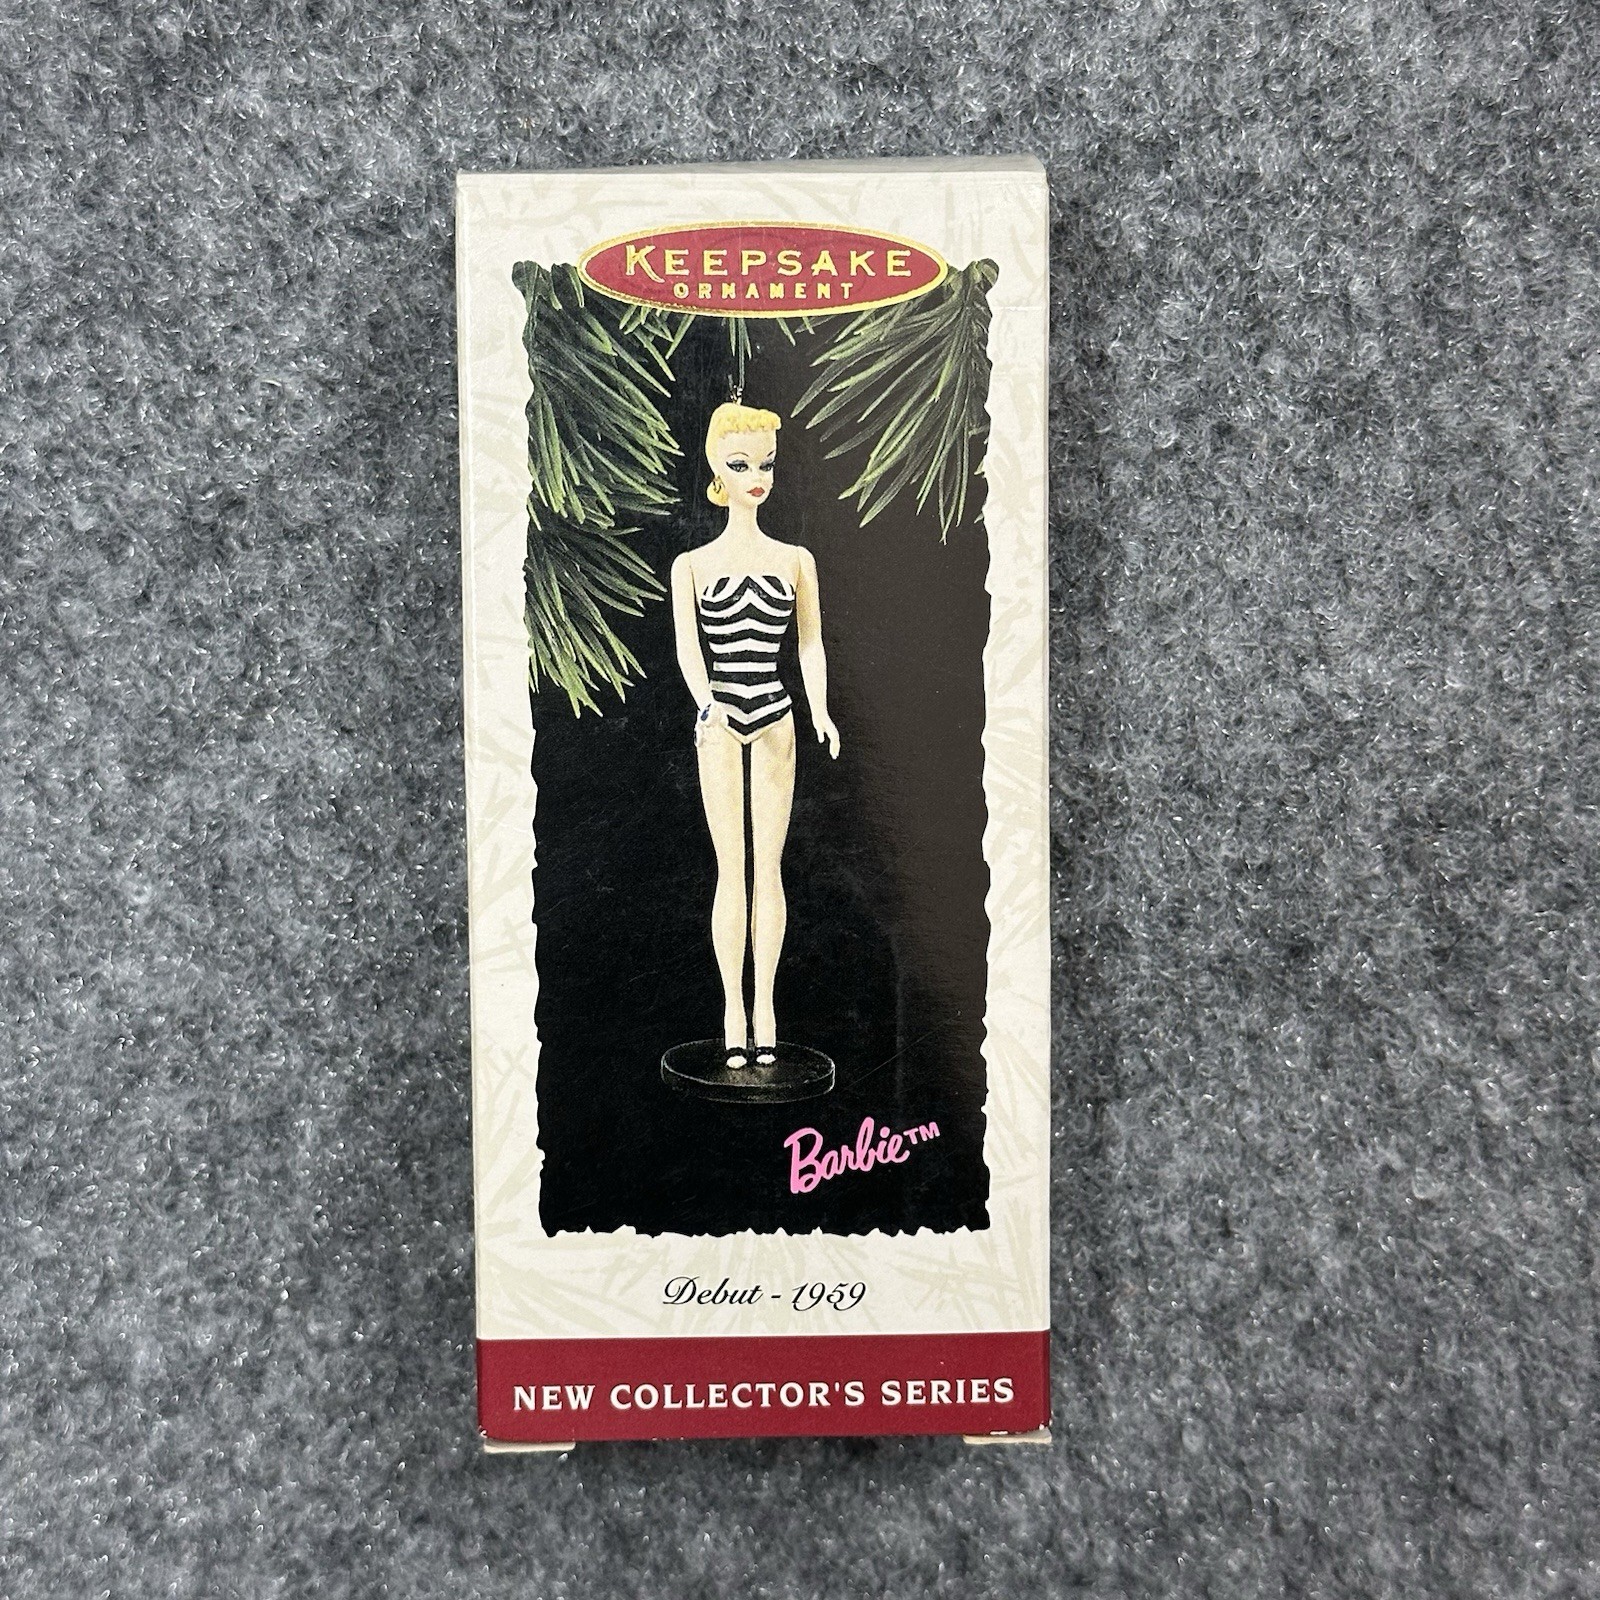 KEEPSAKE
ORNAMENT
Barbie™
Debut - 1959
NEW COLLECTOR'S SERIES